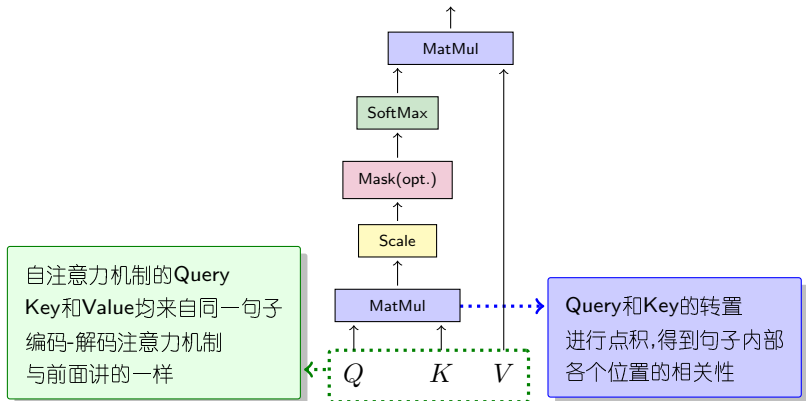 MatMul
SoftMax
Mask(opt.)
Scale
MatMul
Q K V
自注意力机制的Query
Key和Value均来自同一句子
编码-解码注意力机制
与前面讲的一样
Query和Key的转置
进行点积,得到句子内部
各个位置的相关性